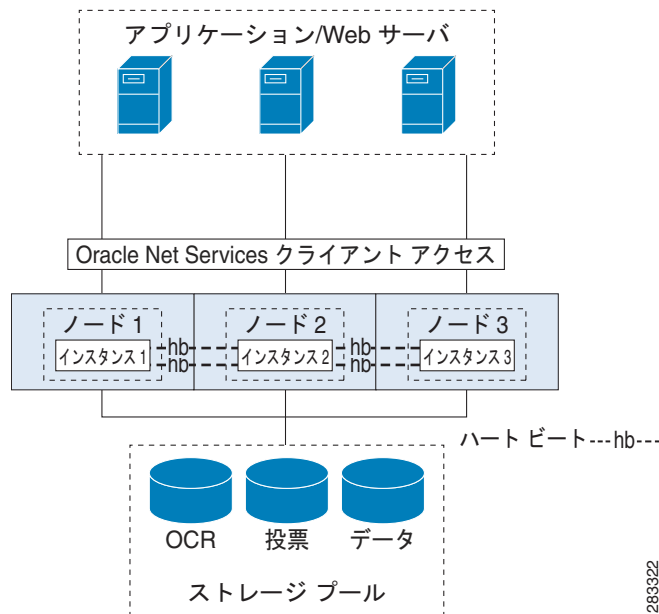 アプリケーション/Web サーバ
Oracle Net Services クライアント アクセス
ノード 1
ノード 2
ノード 3
インスタンス 1
hb
hb
インスタンス 2
hb
hb
インスタンス 3
ハート ビート---hb---
OCR
投票
データ
ストレージ プール
283322